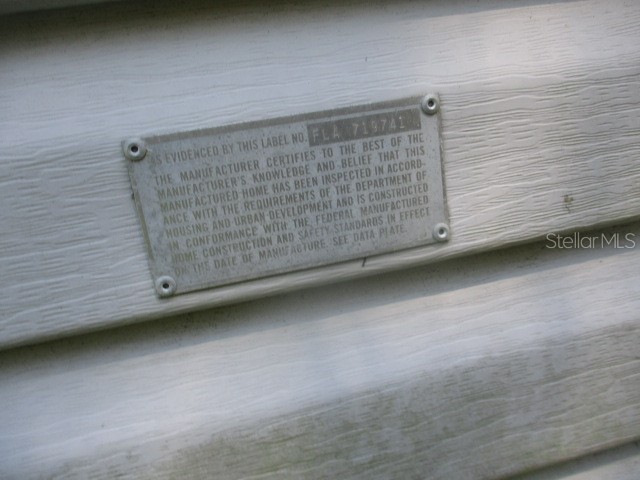 AS EVIDENCED BY THIS LABEL NO. FLA 719741
THE MANUFACTURER CERTIFIES TO THE BEST OF THE
MANUFACTURER'S KNOWLEDGE AND BELIEF THAT THIS
MANUFACTURED HOME HAS BEEN INSPECTED IN ACCORD-
ANCE WITH THE REQUIREMENTS OF THE DEPARTMENT OF
HOUSING AND URBAN DEVELOPMENT AND IS CONSTRUCTED
IN CONFORMANCE WITH THE FEDERAL MANUFACTURED
HOME CONSTRUCTION AND SAFETY STANDARDS IN EFFECT
ON THE DATE OF MANUFACTURE. SEE DATA PLATE.
StellarMLS